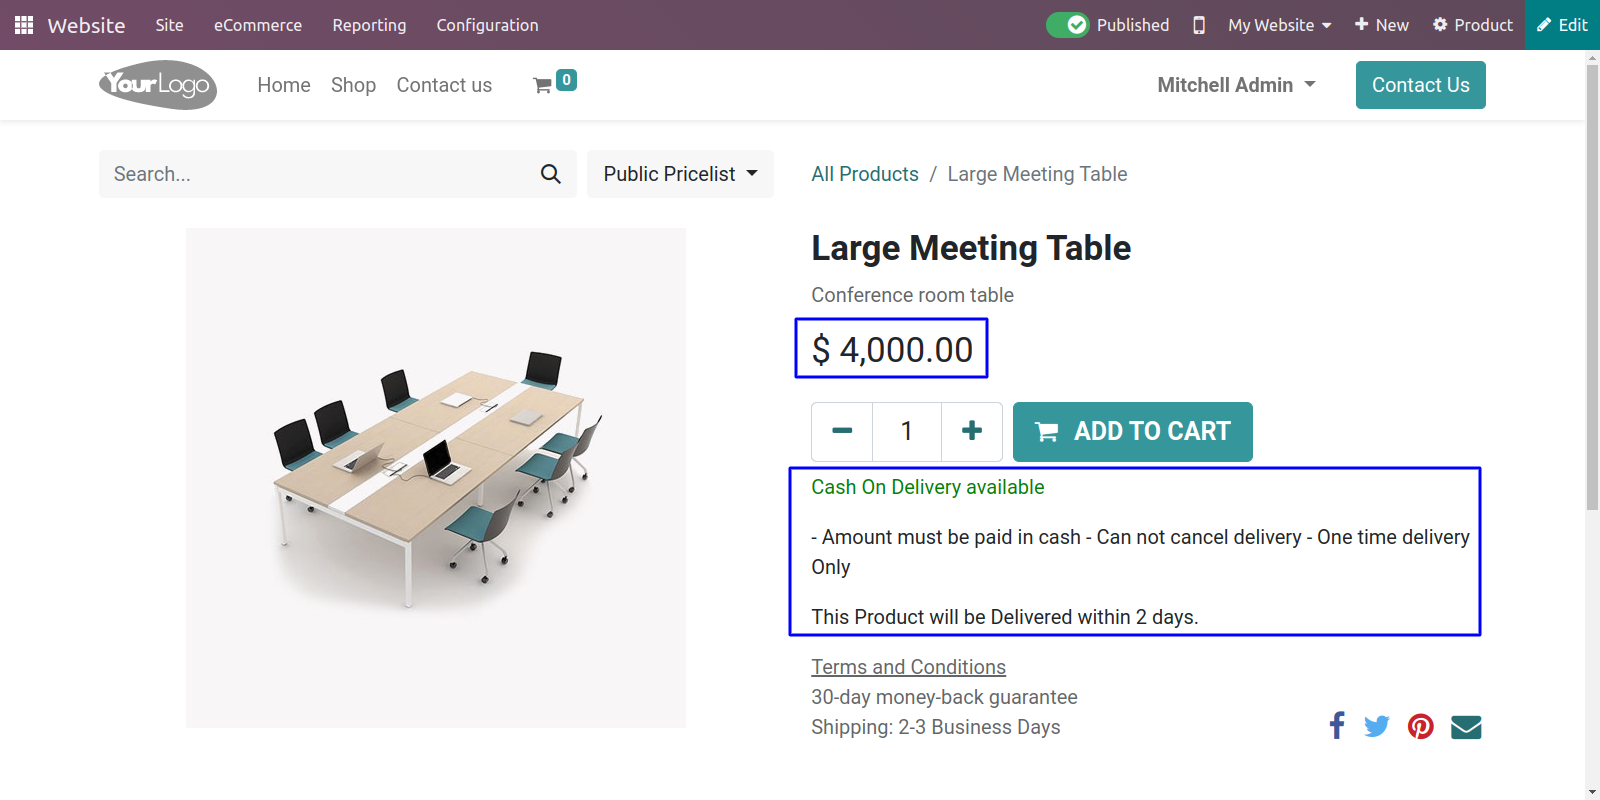 Website Site eCommerce Reporting Configuration Published My Website New Product Edit
YourLogo Home Shop Contact us 0 Mitchell Admin Contact Us
Search... Public Pricelist All Products / Large Meeting Table
Large Meeting Table
Conference room table
$ 4,000.00
1 ADD TO CART
Cash On Delivery available
- Amount must be paid in cash - Can not cancel delivery - One time delivery
Only
This Product will be Delivered within 2 days.
Terms and Conditions
30-day money-back guarantee
Shipping: 2-3 Business Days